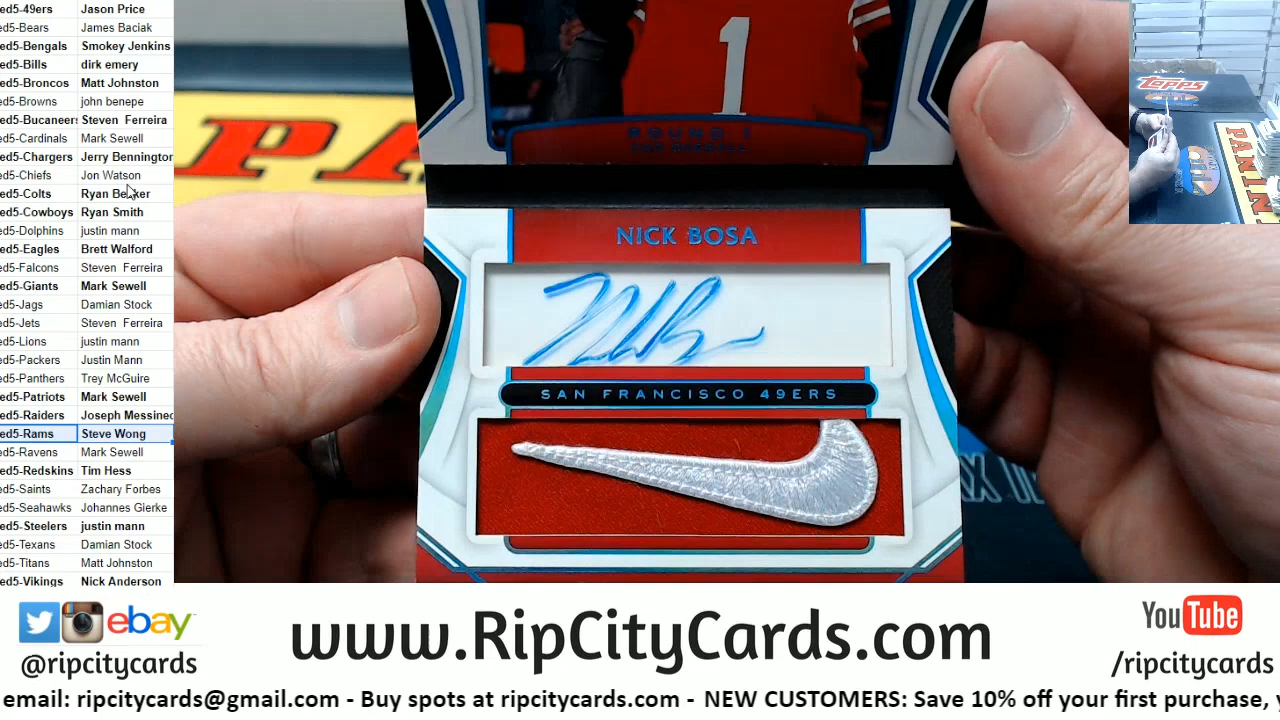 ed5-49ers Jason Price
ed5-Bears James Baciak
ed5-Bengals Smokey Jenkins
ed5-Bills dirk emery
ed5-Broncos Matt Johnston
ed5-Browns john benepe
ed5-Bucaneers Steven Ferreira
ed5-Cardinals Mark Sewell
ed5-Chargers Jerry Bennington
ed5-Chiefs Jon Watson
ed5-Colts Ryan
ed5-Cowboys Ryan Smith
ed5-Dolphins justin mann
ed5-Eagles Brett Walford
ed5-Falcons Steven Ferreira
ed5-Giants Mark Sewell
ed5-Jags Damian Stock
ed5-Jets Steven Ferreira
ed5-Lions justin mann
ed5-Packers Justin Mann
ed5-Panthers Trey McGuire
ed5-Patriots Mark Sewell
ed5-Raiders Joseph Messinec
ed5-Rams Steve Wong
ed5-Ravens Mark Sewell
ed5-Redskins Tim Hess
ed5-Saints Zachary Forbes
ed5-Seahawks Johannes Gierke
ed5-Steelers justin mann
ed5-Texans Damian Stock
ed5-Titans Matt Johnston
ed5-Vikings Nick Anderson
PA
1
ROUND 1
2ND OVERALL
NICK BOSA
SAN FRANCISCO 49ERS
Topps
PANIN
ebay
@ripcitycards
www.RipCityCards.com
YouTube
/ripcitycards
email: ripcitycards@gmail.com - Buy spots at ripcitycards.com - NEW CUSTOMERS: Save 10% off your first purchase,